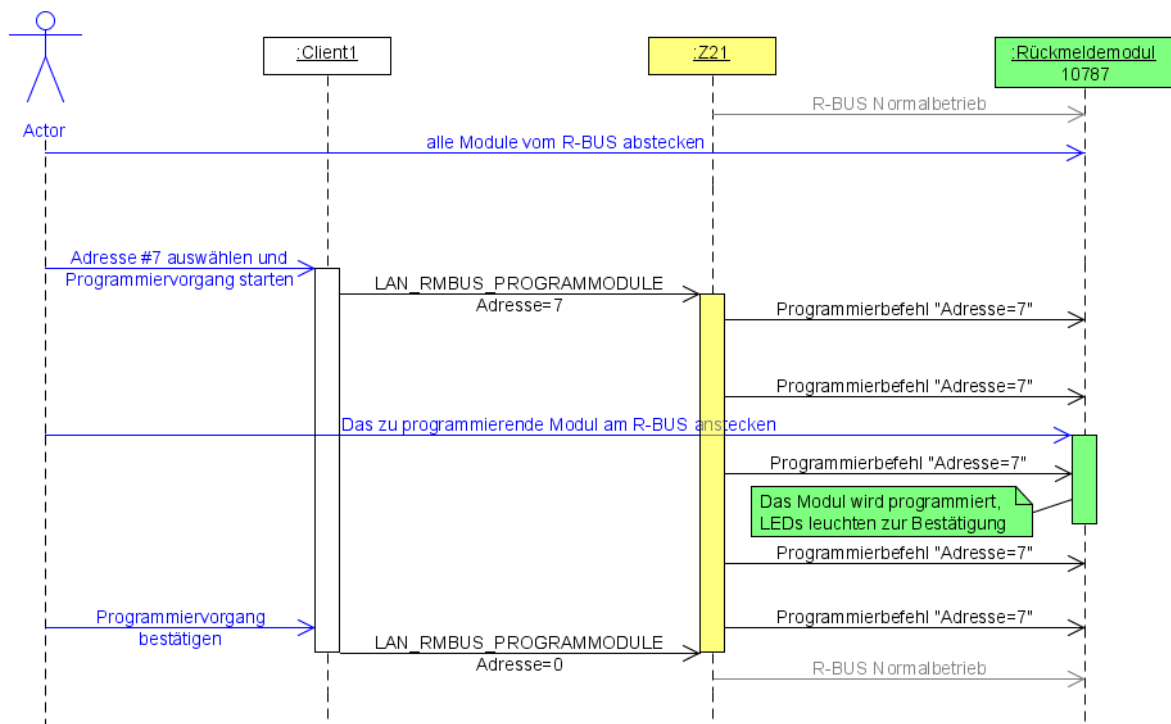 :Client1
:Z21
:Rückmeldemodul
10787
R-BUS Normalbetrieb
Actor
alle Module vom R-BUS abstecken
Adresse #7 auswählen und
Programmiervorgang starten
LAN_RMBUS_PROGRAMMODULE
Adresse=7
Programmierbefehl "Adresse=7"
Programmierbefehl "Adresse=7"
Das zu programmierende Modul am R-BUS anstecken
Programmierbefehl "Adresse=7"
Das Modul wird programmiert,
LEDs leuchten zur Bestätigung
Programmierbefehl "Adresse=7"
Programmiervorgang
bestätigen
Programmierbefehl "Adresse=7"
LAN_RMBUS_PROGRAMMODULE
Adresse=0
R-BUS Normalbetrieb